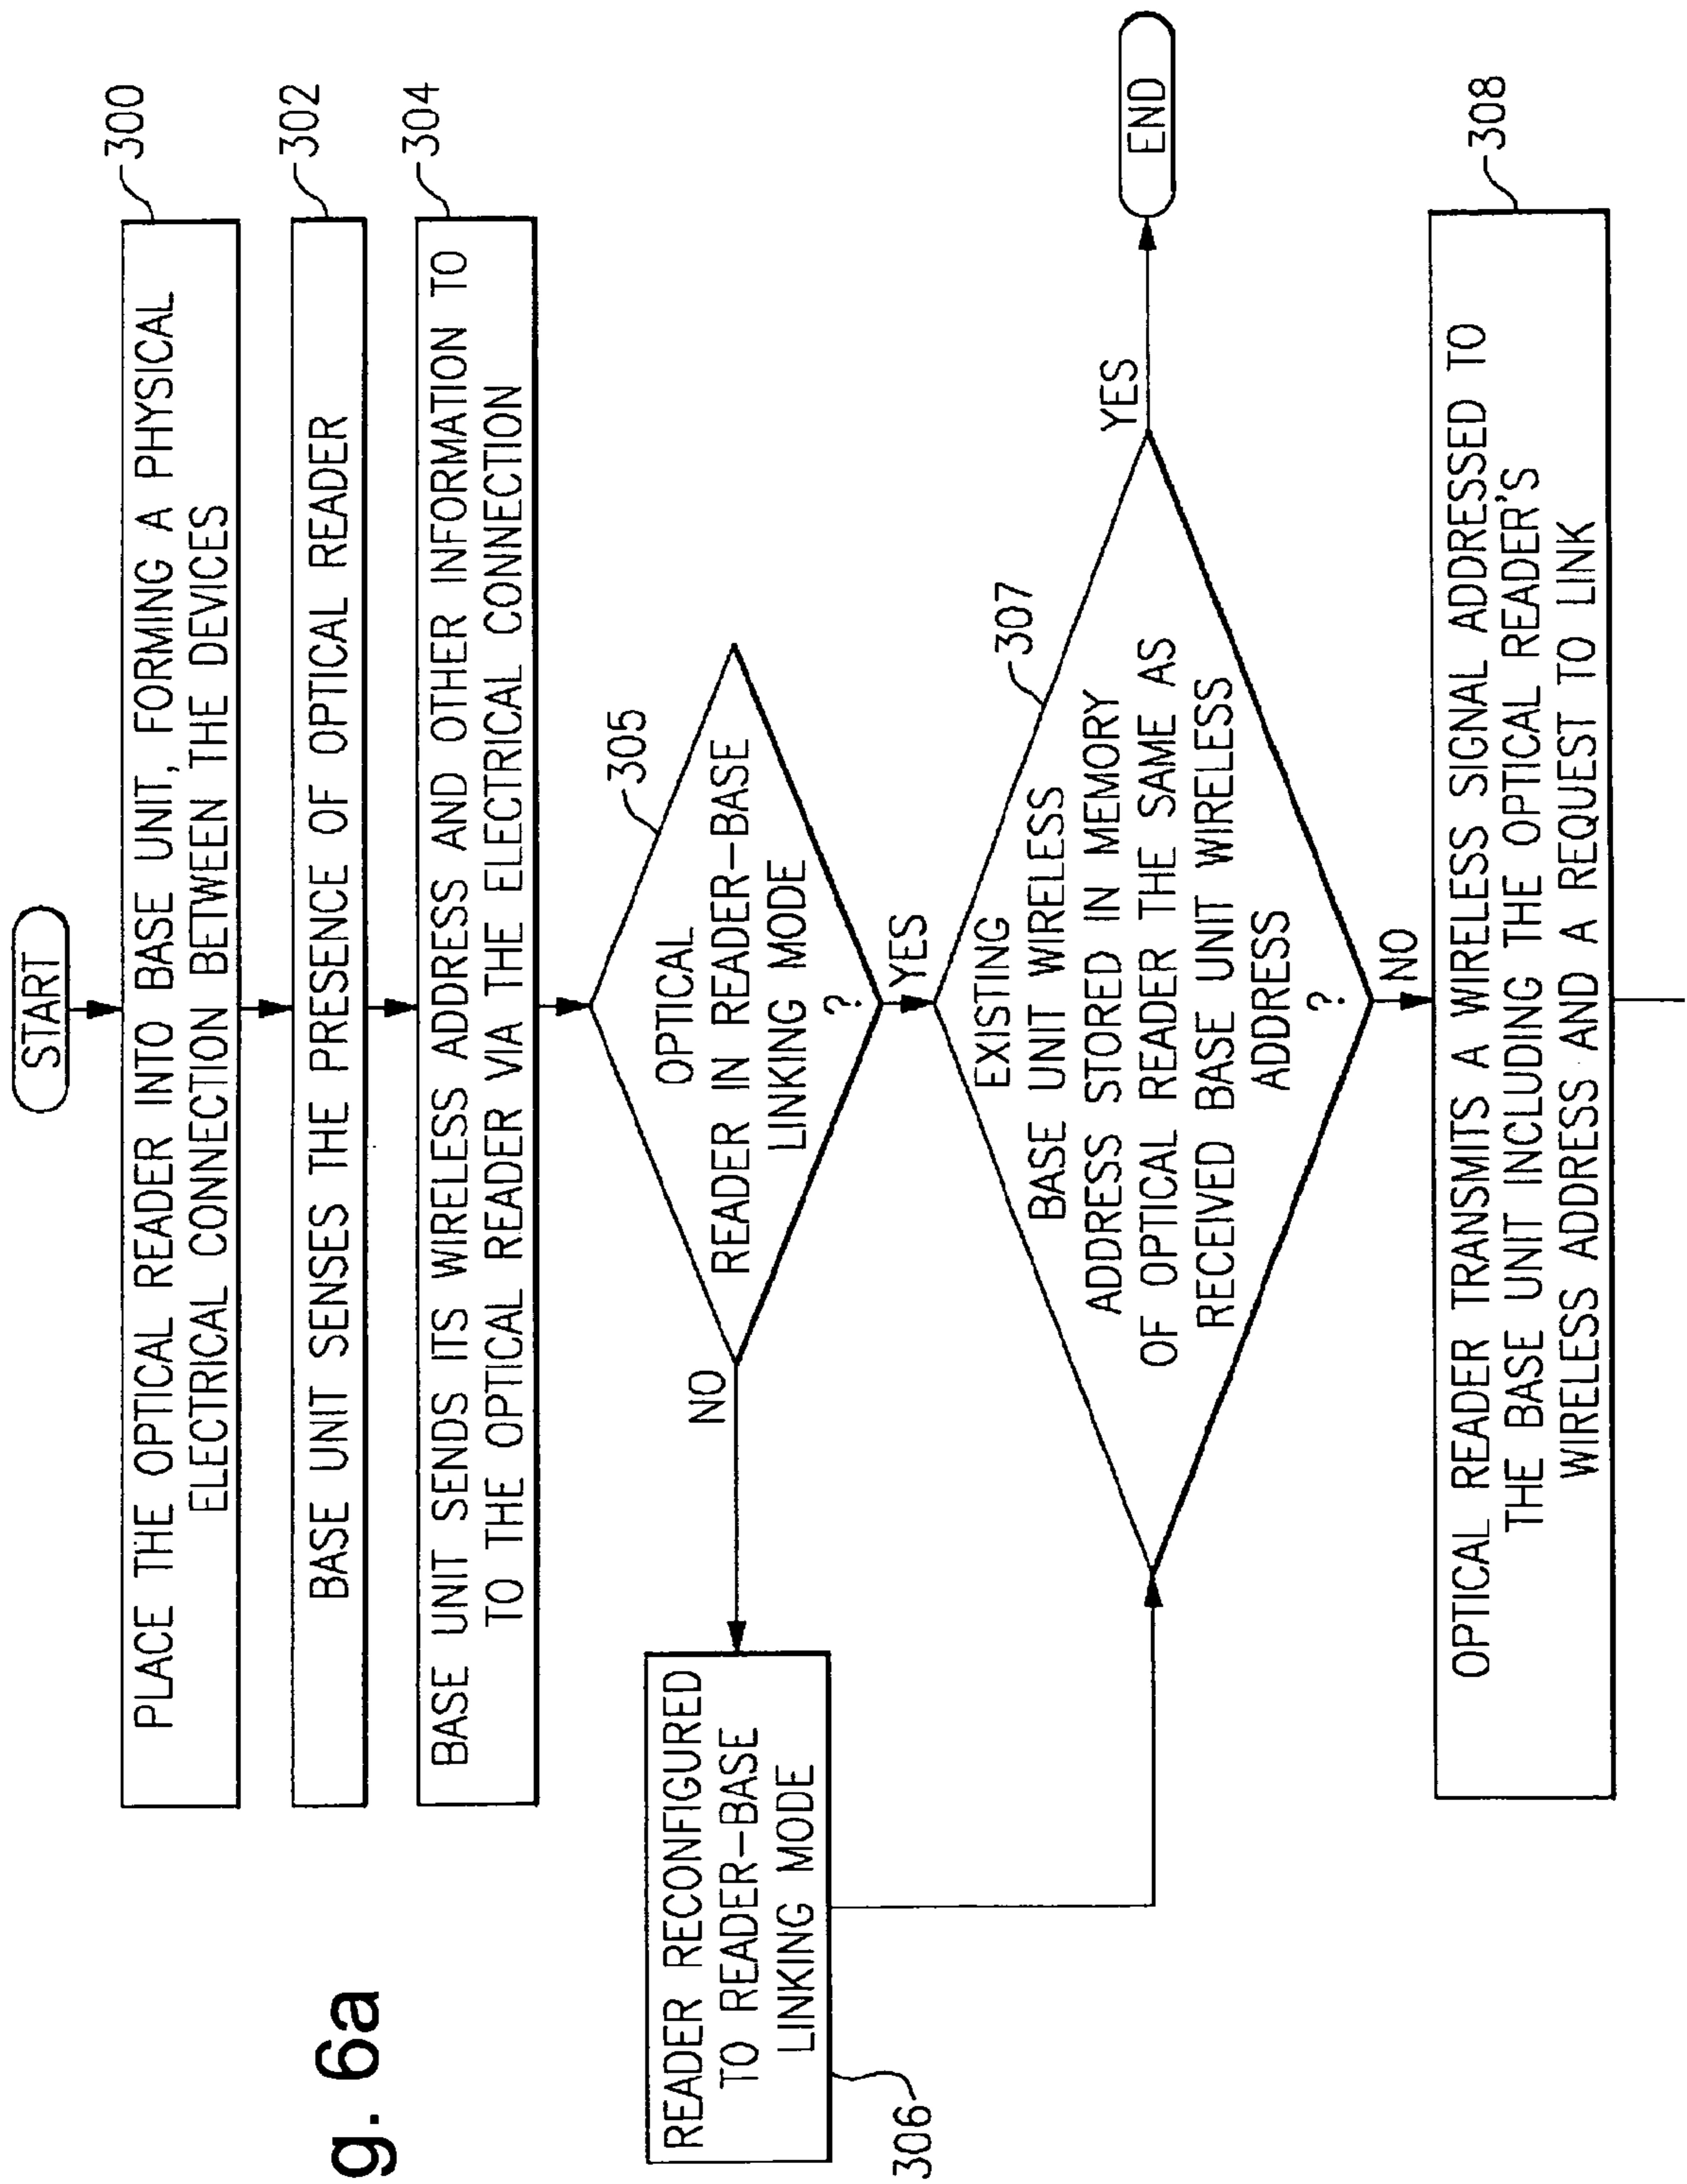 START
300
PLACE THE OPTICAL READER INTO BASE UNIT, FORMING A PHYSICAL
ELECTRICAL CONNECTION BETWEEN THE DEVICES
302
BASE UNIT SENSES THE PRESENCE OF OPTICAL READER
304
BASE UNIT SENDS ITS WIRELESS ADDRESS AND OTHER INFORMATION TO
TO THE OPTICAL READER VIA THE ELECTRICAL CONNECTION
g. 6a
305
OPTICAL
READER IN READER-BASE
LINKING MODE
?
NO
YES
READER RECONFIGURED
TO READER-BASE
LINKING MODE
306
307
EXISTING
BASE UNIT WIRELESS
ADDRESS STORED IN MEMORY
OF OPTICAL READER THE SAME AS
RECEIVED BASE UNIT WIRELESS
ADDRESS
?
YES
END
NO
308
OPTICAL READER TRANSMITS A WIRELESS SIGNAL ADDRESSED TO
THE BASE UNIT INCLUDING THE OPTICAL READER'S
WIRELESS ADDRESS AND A REQUEST TO LINK